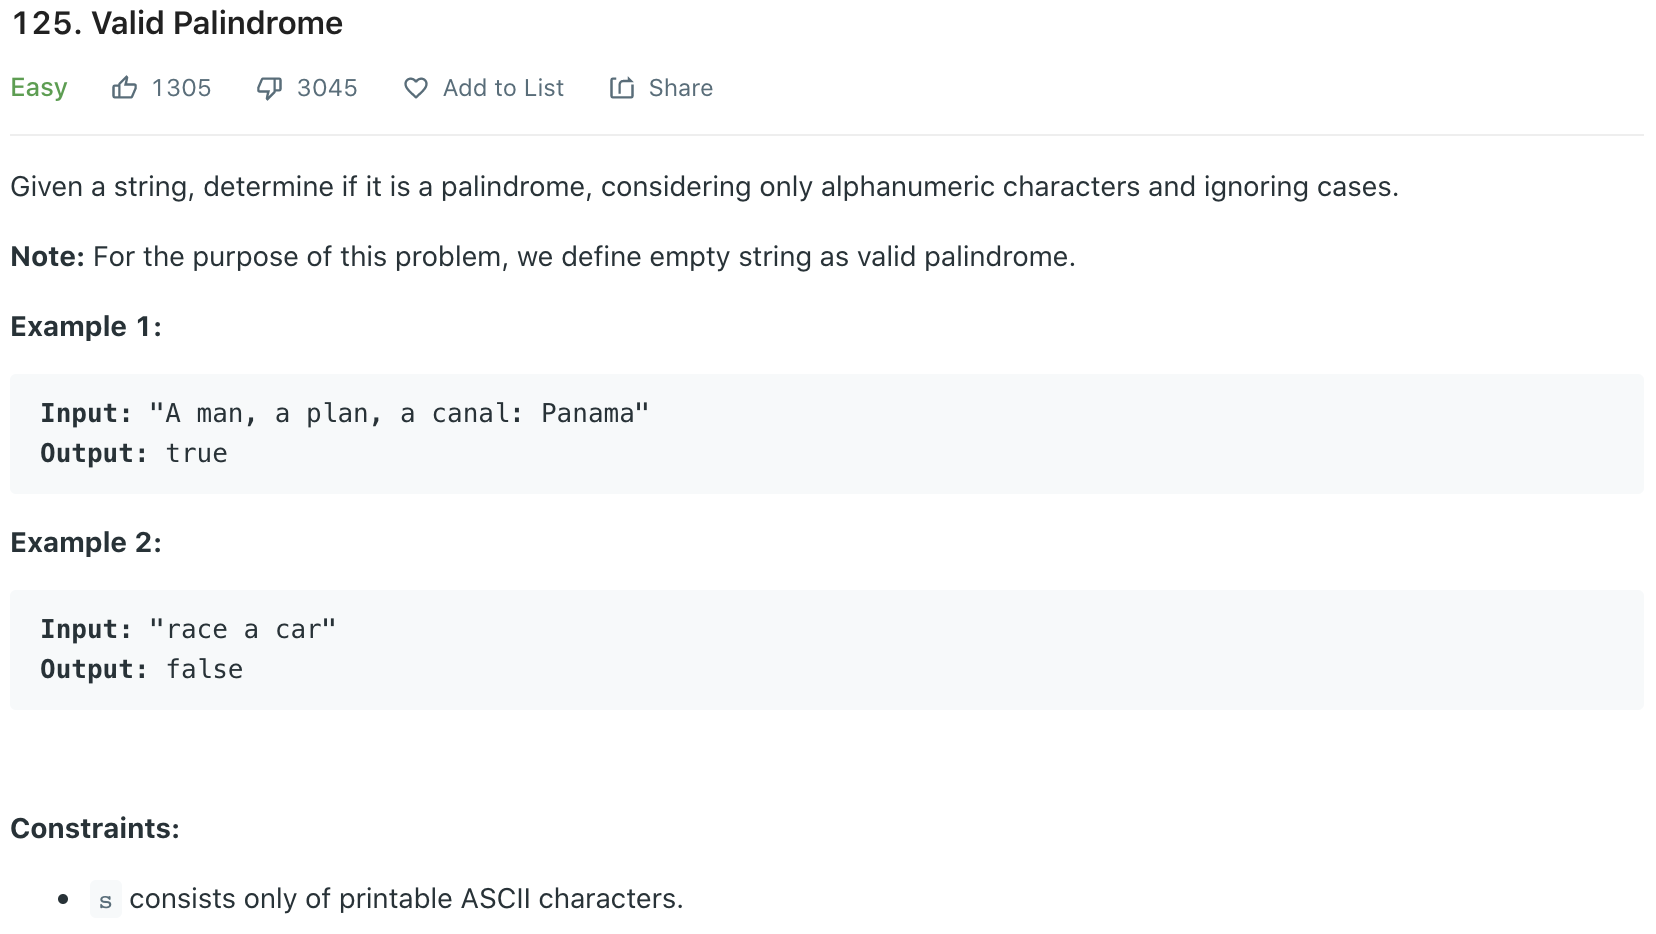 125. Valid Palindrome
Easy 1305 3045 Add to List Share
Given a string, determine if it is a palindrome, considering only alphanumeric characters and ignoring cases.
Note: For the purpose of this problem, we define empty string as valid palindrome.
Example 1:
Input: "A man, a plan, a canal: Panama"
Output: true
Example 2:
Input: "race a car"
Output: false
Constraints:
• s consists only of printable ASCII characters.